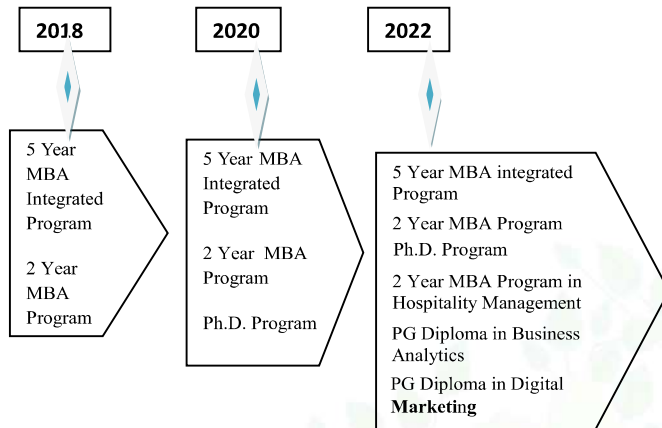 2018
2020
2022
5 Year
MBA
Integrated
Program
2 Year
MBA
Program
5 Year MBA
Integrated
Program
2 Year MBA
Program
Ph.D. Program
5 Year MBA integrated
Program
2 Year MBA Program
Ph.D. Program
2 Year MBA Program in
Hospitality Management
PG Diploma in Business
Analytics
PG Diploma in Digital
Marketing